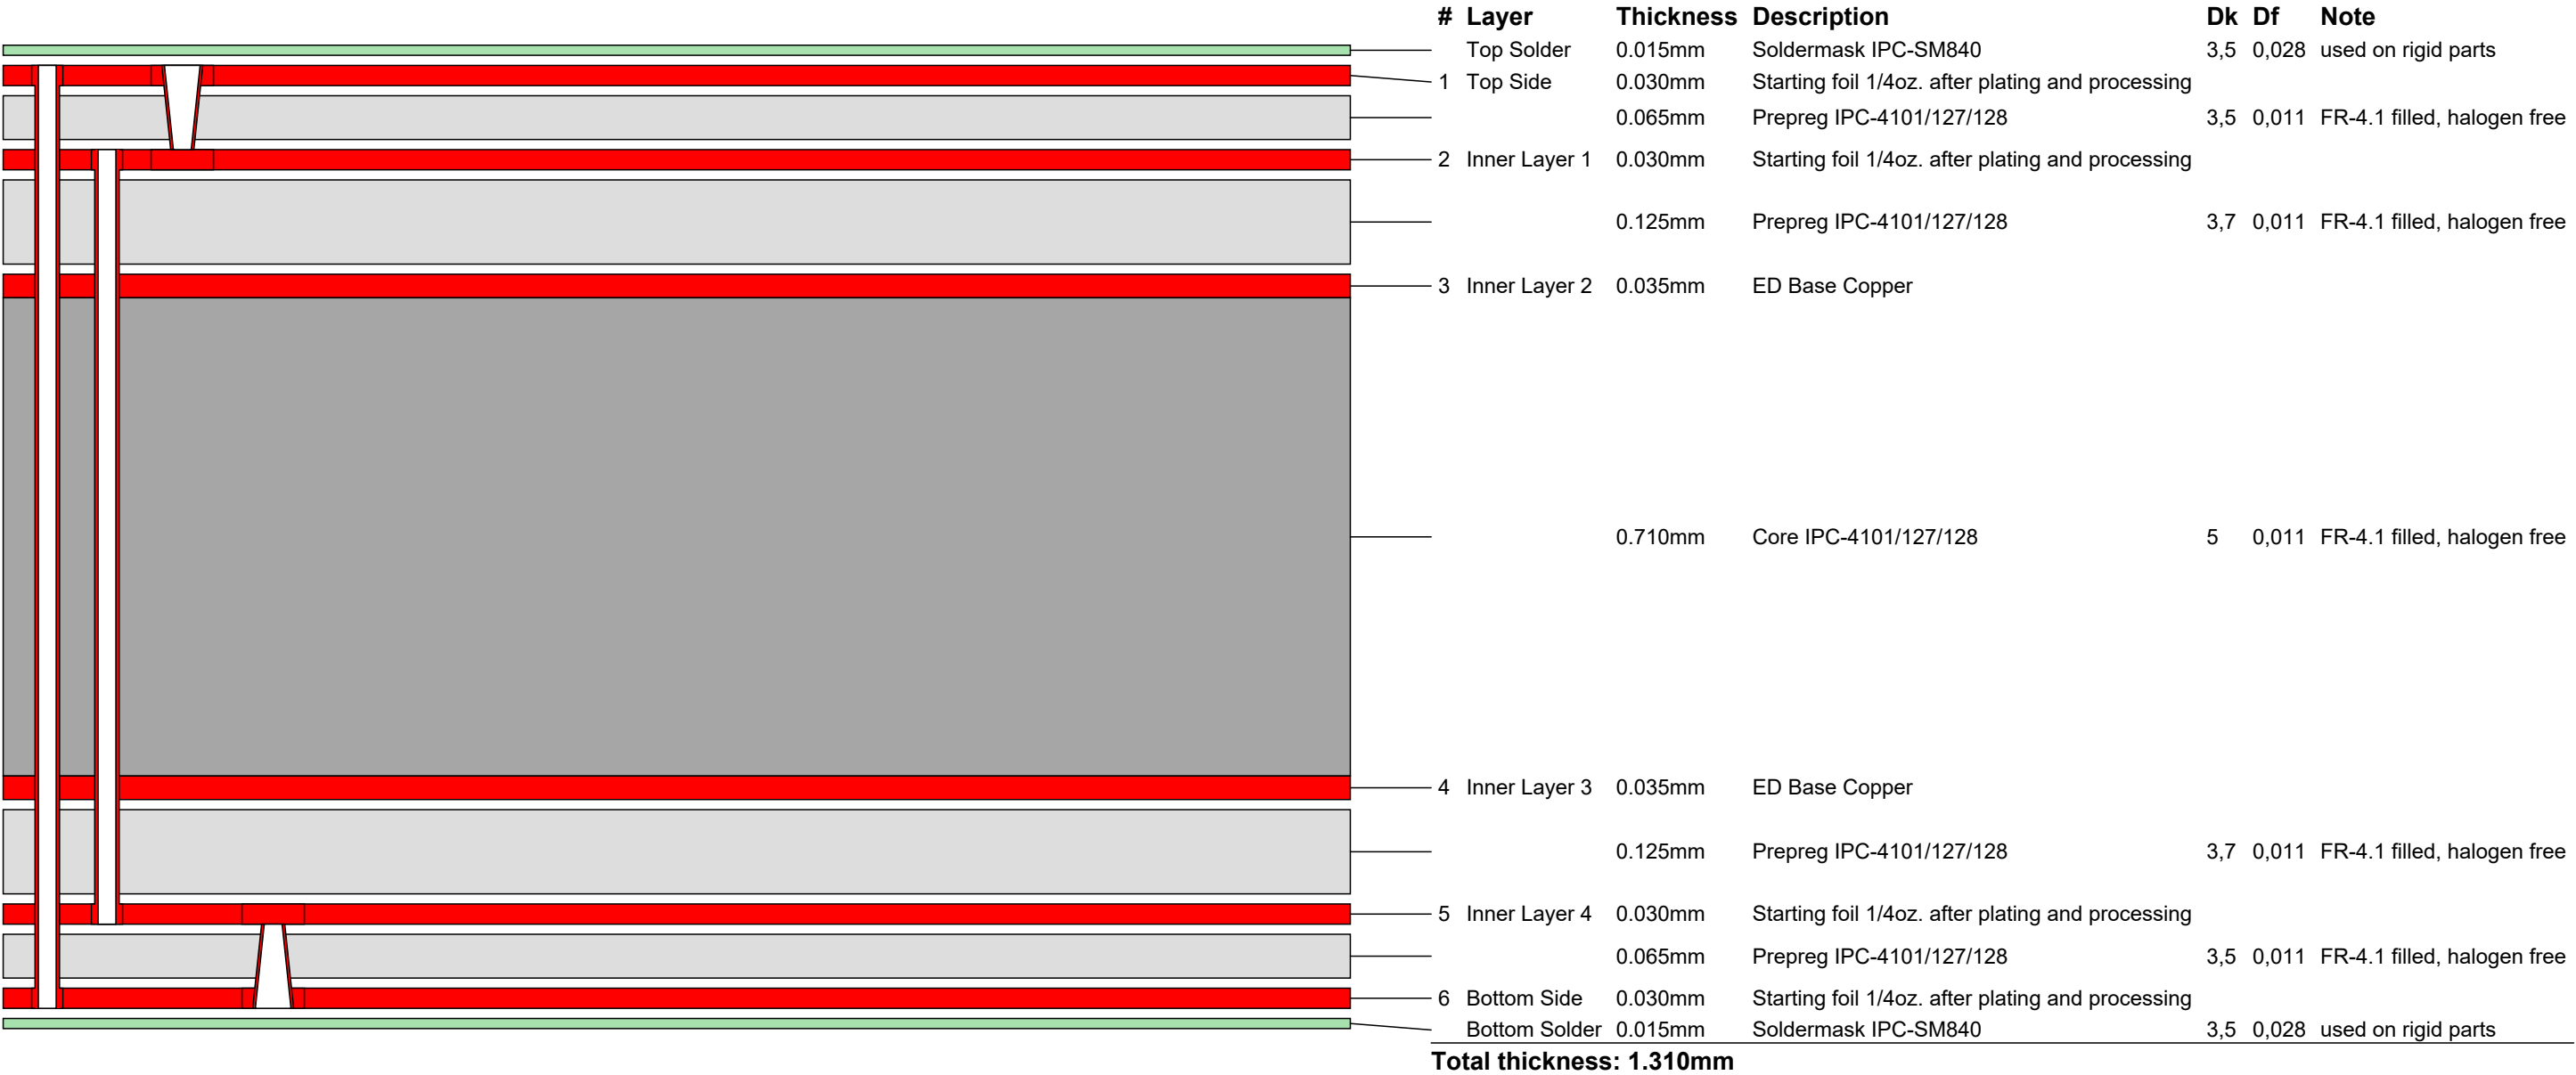 # Layer Thickness Description Dk Df Note
Top Solder 0.015mm Soldermask IPC-SM840 3,5 0,028 used on rigid parts
1 Top Side 0.030mm Starting foil 1/4oz. after plating and processing
0.065mm Prepreg IPC-4101/127/128 3,5 0,011 FR-4.1 filled, halogen free
2 Inner Layer 1 0.030mm Starting foil 1/4oz. after plating and processing
0.125mm Prepreg IPC-4101/127/128 3,7 0,011 FR-4.1 filled, halogen free
3 Inner Layer 2 0.035mm ED Base Copper
0.710mm Core IPC-4101/127/128 5 0,011 FR-4.1 filled, halogen free
4 Inner Layer 3 0.035mm ED Base Copper
0.125mm Prepreg IPC-4101/127/128 3,7 0,011 FR-4.1 filled, halogen free
5 Inner Layer 4 0.030mm Starting foil 1/4oz. after plating and processing
0.065mm Prepreg IPC-4101/127/128 3,5 0,011 FR-4.1 filled, halogen free
6 Bottom Side 0.030mm Starting foil 1/4oz. after plating and processing
Bottom Solder 0.015mm Soldermask IPC-SM840 3,5 0,028 used on rigid parts
Total thickness: 1.310mm